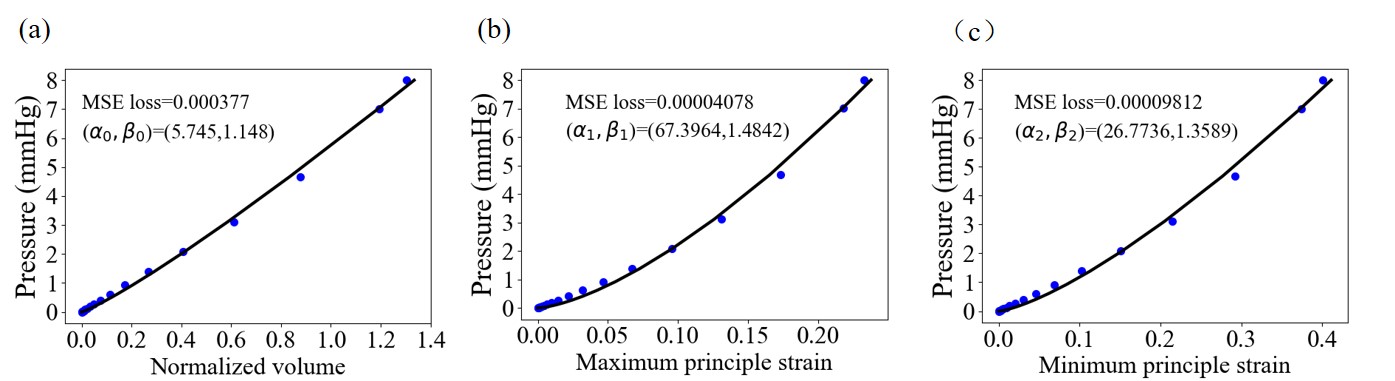 (a)
MSE loss=0.000377
(α₀, β₀)=(5.745,1.148)
Pressure (mmHg)
8
7
6
5
4
3
2
1
0
0.0 0.2 0.4 0.6 0.8 1.0 1.2 1.4
Normalized volume
(b)
MSE loss=0.00004078
(α₁, β₁)=(67.3964,1.4842)
Pressure (mmHg)
8
7
6
5
4
3
2
1
0
0.00 0.05 0.10 0.15 0.20
Maximum principle strain
（c）
MSE loss=0.00009812
(α₂, β₂)=(26.7736,1.3589)
Pressure (mmHg)
8
7
6
5
4
3
2
1
0
0.0 0.1 0.2 0.3 0.4
Minimum principle strain